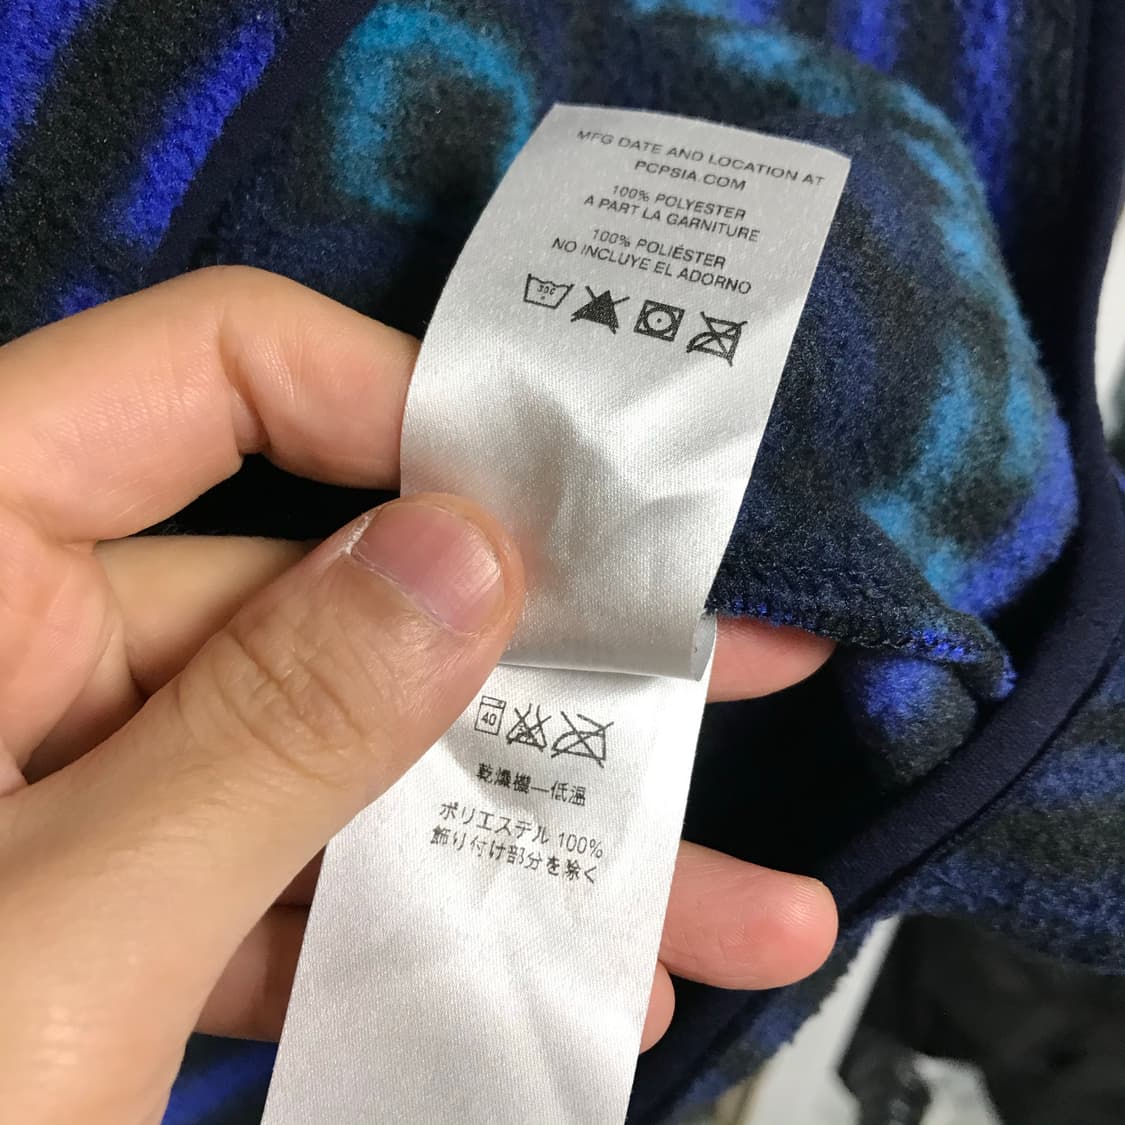 MFG DATE AND LOCATION AT
PCPSIA.COM
100% POLYESTER
A PART LA GARNITURE
100% POLIÉSTER
NO INCLUYE EL ADORNO
30C
40
乾燥機—低温
ポリエステル 100%
飾り付け部分を除く